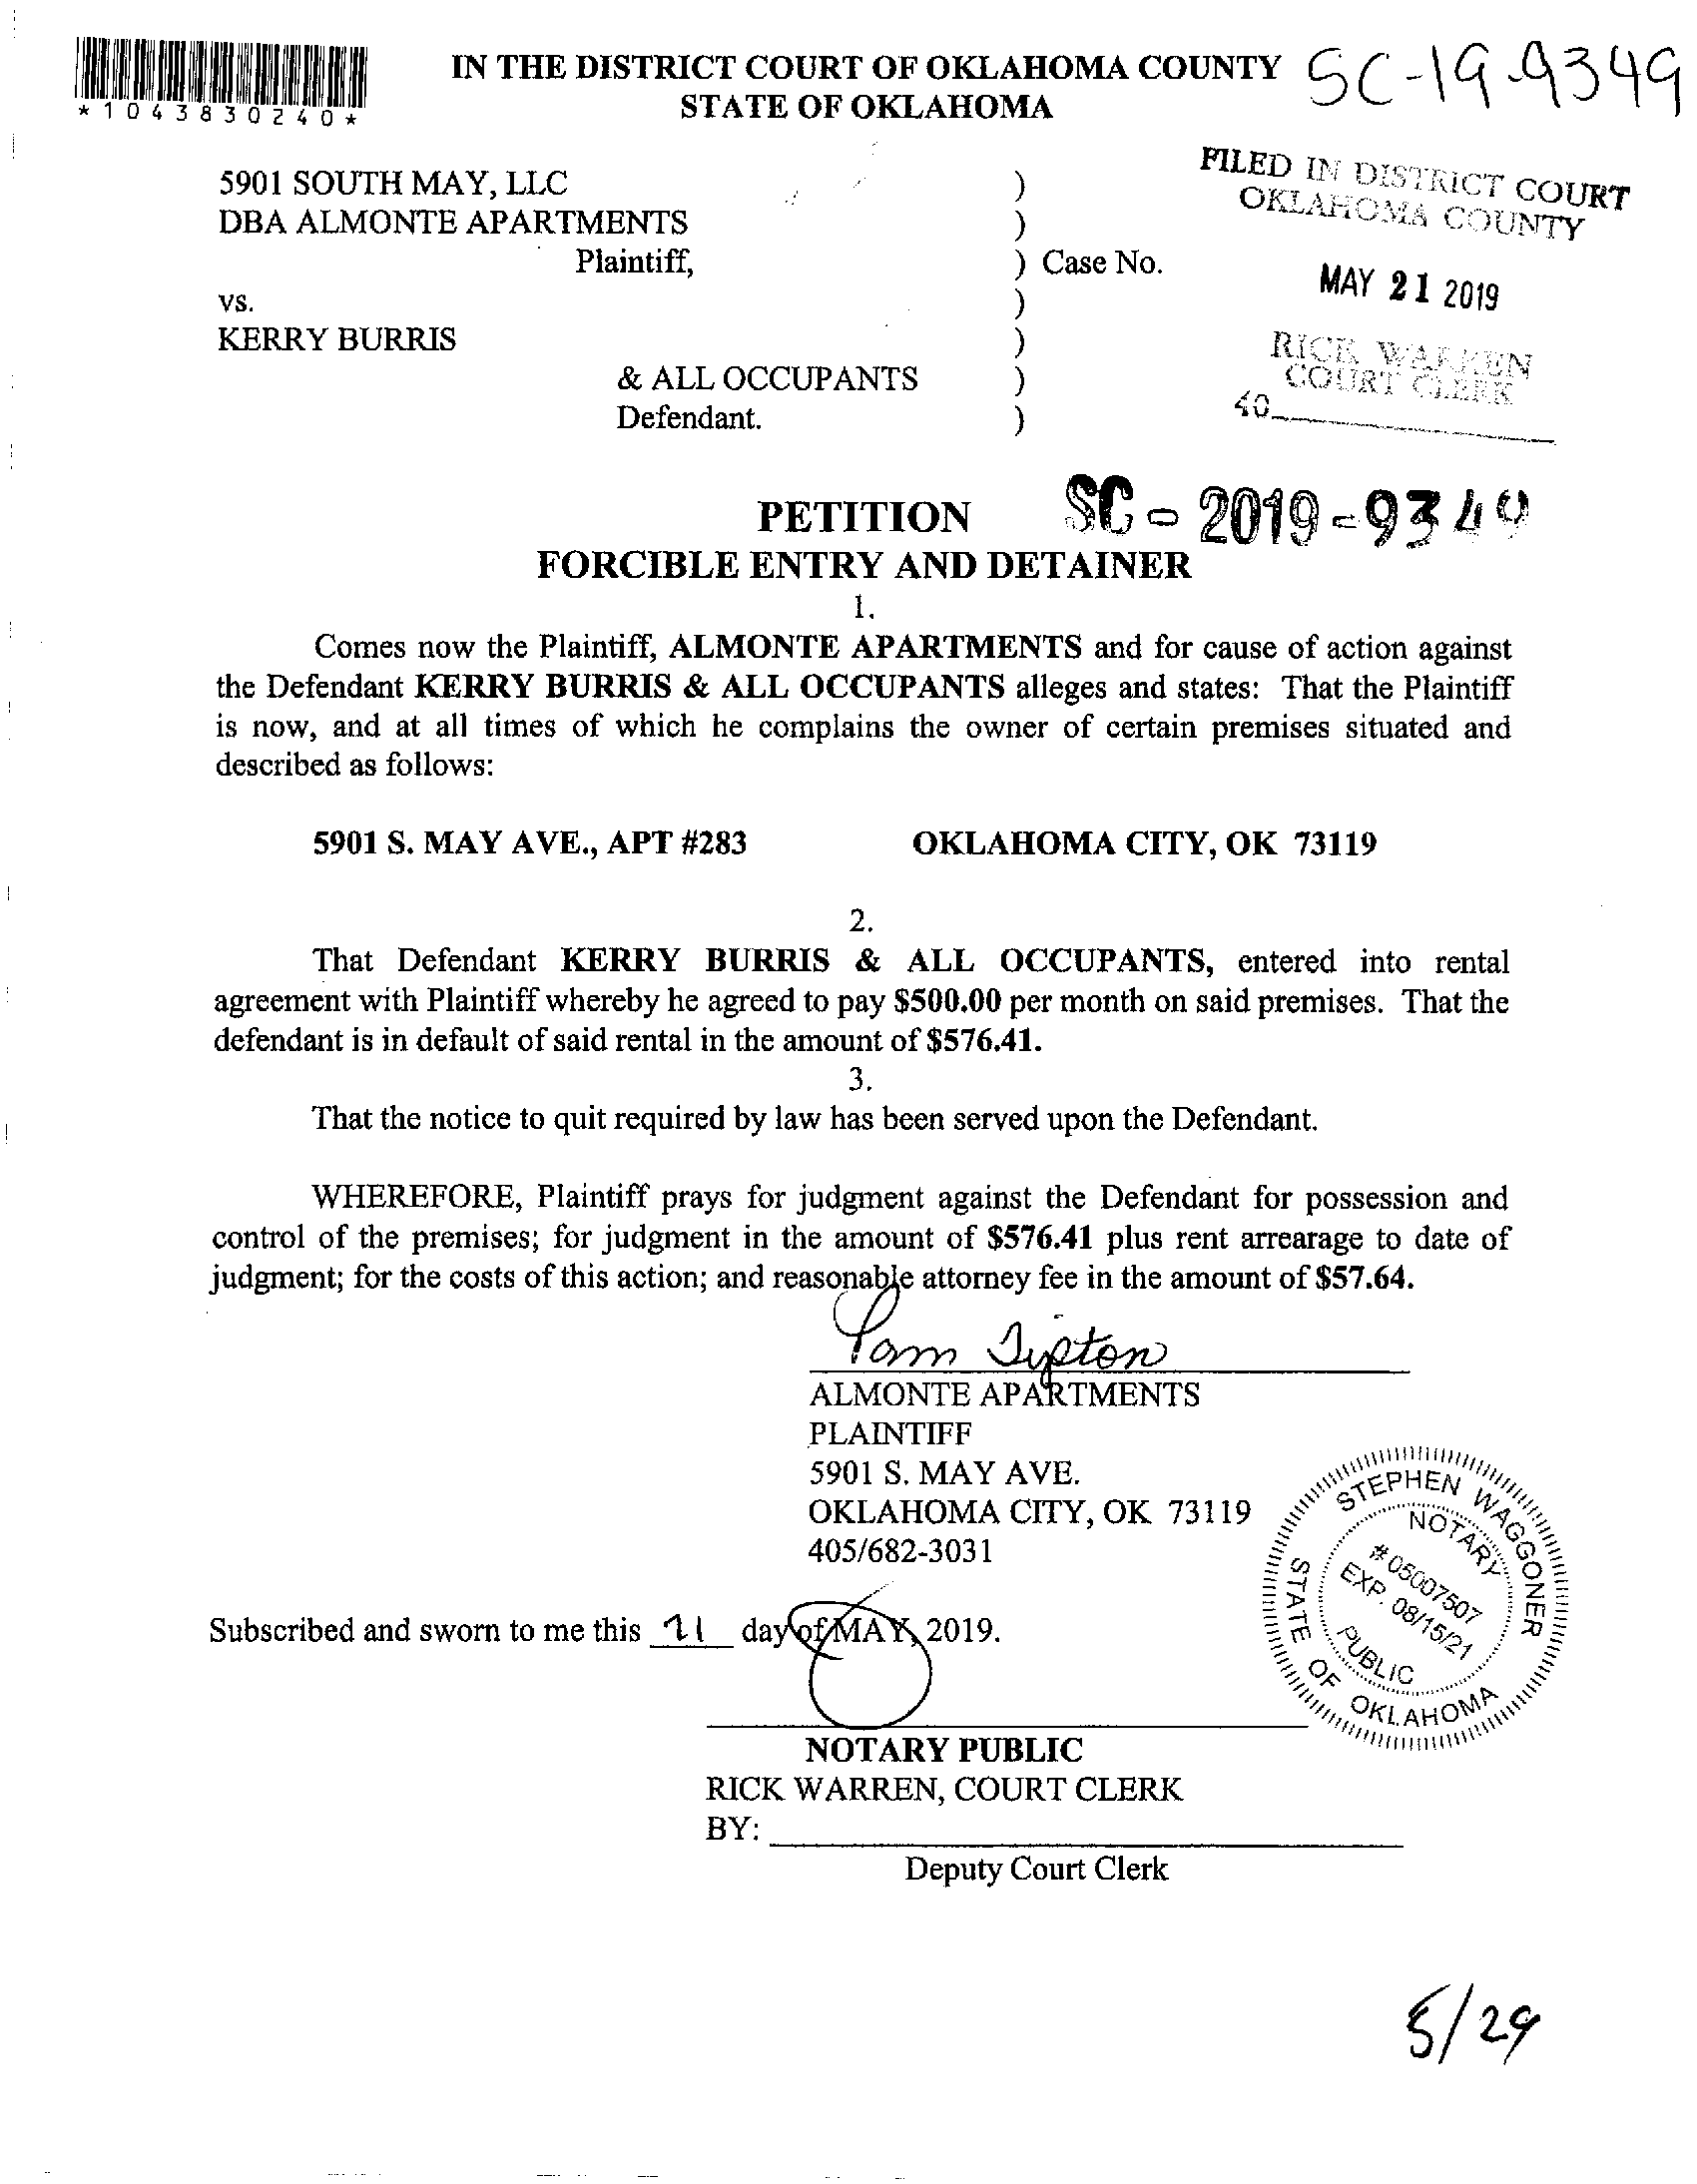 IN THE DISTRICT COURT OF OKLAHOMA COUNTY SC-19-9349
STATE OF OKLAHOMA
*1043830240*
FILED IN DISTRICT COURT
OKLAHOMA COUNTY
MAY 21 2019
RICK WARREN
COURT CLERK
40
5901 SOUTH MAY, LLC )
DBA ALMONTE APARTMENTS )
Plaintiff, ) Case No.
vs. )
KERRY BURRIS )
& ALL OCCUPANTS )
Defendant. )
PETITION SC - 2019 - 9349
FORCIBLE ENTRY AND DETAINER
1.
Comes now the Plaintiff, ALMONTE APARTMENTS and for cause of action against
the Defendant KERRY BURRIS & ALL OCCUPANTS alleges and states: That the Plaintiff
is now, and at all times of which he complains the owner of certain premises situated and
described as follows:
5901 S. MAY AVE., APT #283 OKLAHOMA CITY, OK 73119
2.
That Defendant KERRY BURRIS & ALL OCCUPANTS, entered into rental
agreement with Plaintiff whereby he agreed to pay $500.00 per month on said premises. That the
defendant is in default of said rental in the amount of $576.41.
3.
That the notice to quit required by law has been served upon the Defendant.
WHEREFORE, Plaintiff prays for judgment against the Defendant for possession and
control of the premises; for judgment in the amount of $576.41 plus rent arrearage to date of
judgment; for the costs of this action; and reasonable attorney fee in the amount of $57.64.
Pam Tipton
ALMONTE APARTMENTS
PLAINTIFF
5901 S. MAY AVE.
OKLAHOMA CITY, OK 73119
405/682-3031
STEPHEN WAGGONER
NOTARY
# 05007507
EXP. 08/15/21
PUBLIC
STATE OF OKLAHOMA
Subscribed and sworn to me this 21 day of MAY, 2019.
NOTARY PUBLIC
RICK WARREN, COURT CLERK
BY:
Deputy Court Clerk
5/29